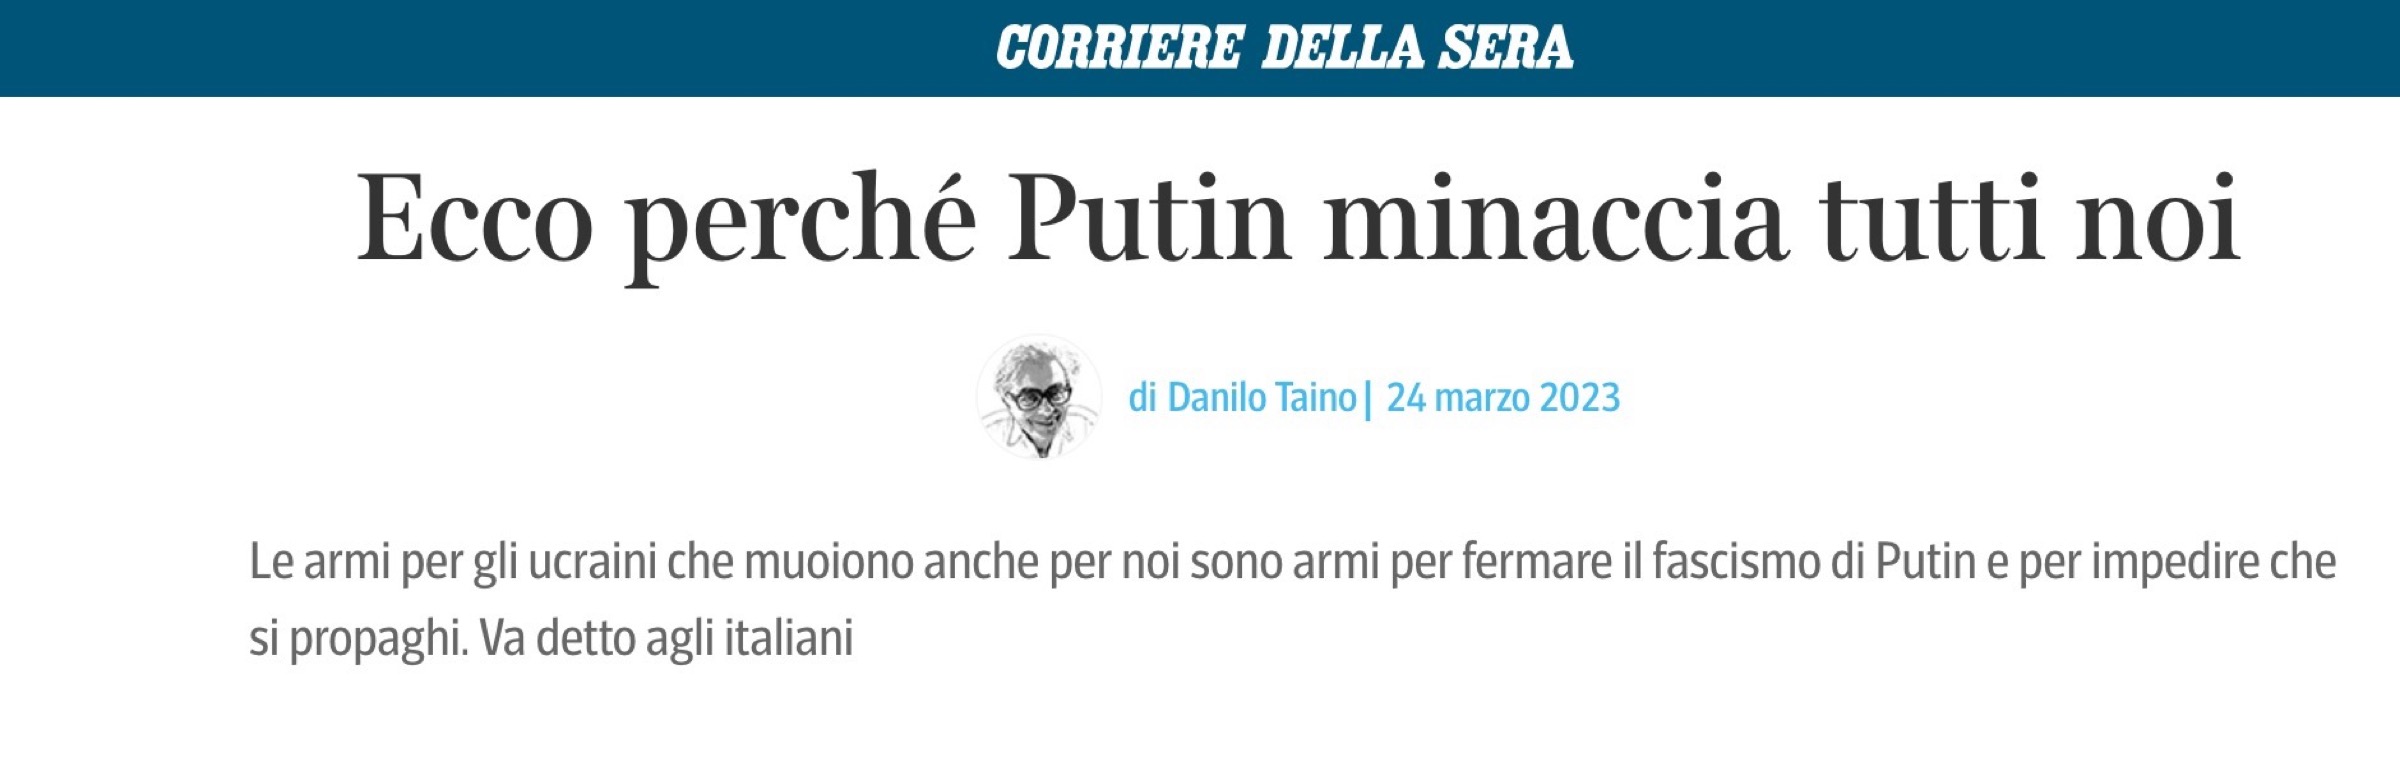 CORRIERE DELLA SERA
Ecco perché Putin minaccia tutti noi
di Danilo Taino| 24 marzo 2023
Le armi per gli ucraini che muoiono anche per noi sono armi per fermare il fascismo di Putin e per impedire che
si propaghi. Va detto agli italiani